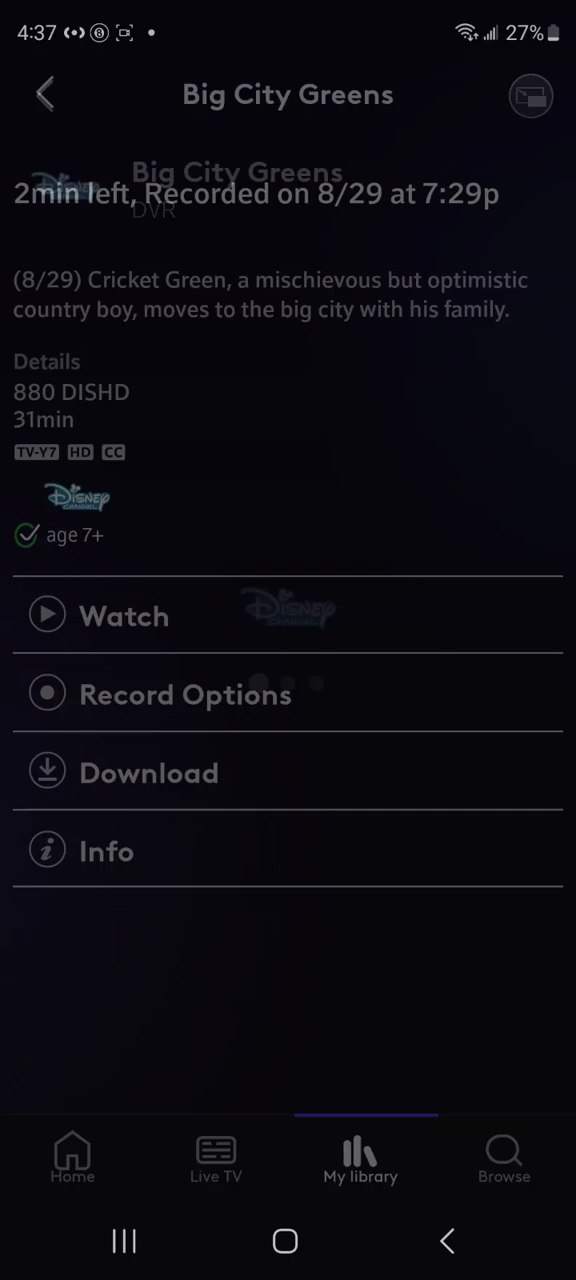 4:37
27%
Big City Greens
Big City Greens
2min left, Recorded on 8/29 at 7:29p
DVR
(8/29) Cricket Green, a mischievous but optimistic
country boy, moves to the big city with his family.
Details
880 DISHD
31min
TV-Y7 HD CC
Disney
CHANNEL
age 7+
Watch
Disney
CHANNEL
Record Options
Download
Info
Home
Live TV
My library
Browse